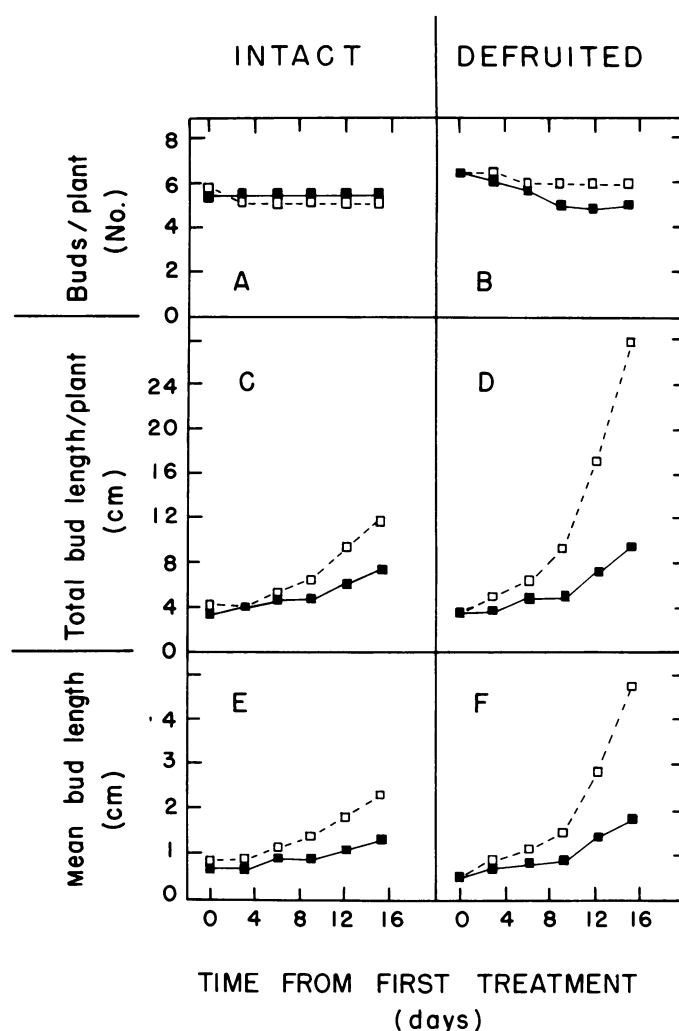 INTACT DEFRUITED
Buds/plant
(No.)
8
6
4
2
0
A
B
Total bud length/plant
(cm)
24
20
16
12
8
4
0
C
D
Mean bud length
(cm)
4
3
2
1
0
E
F
0 4 8 12 16 0 4 8 12 16
TIME FROM FIRST TREATMENT
(days)